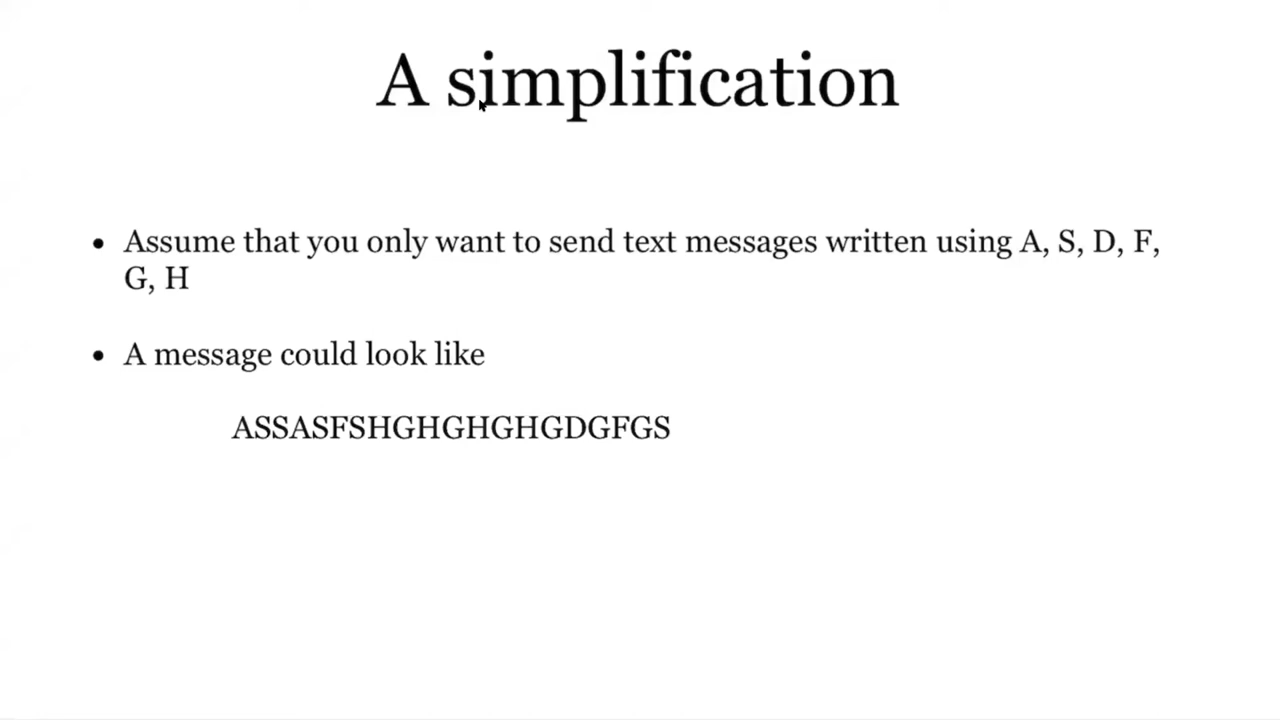 A simplification
• Assume that you only want to send text messages written using A, S, D, F,
G, H
• A message could look like
ASSASFSHGHGHGHGDGFGS